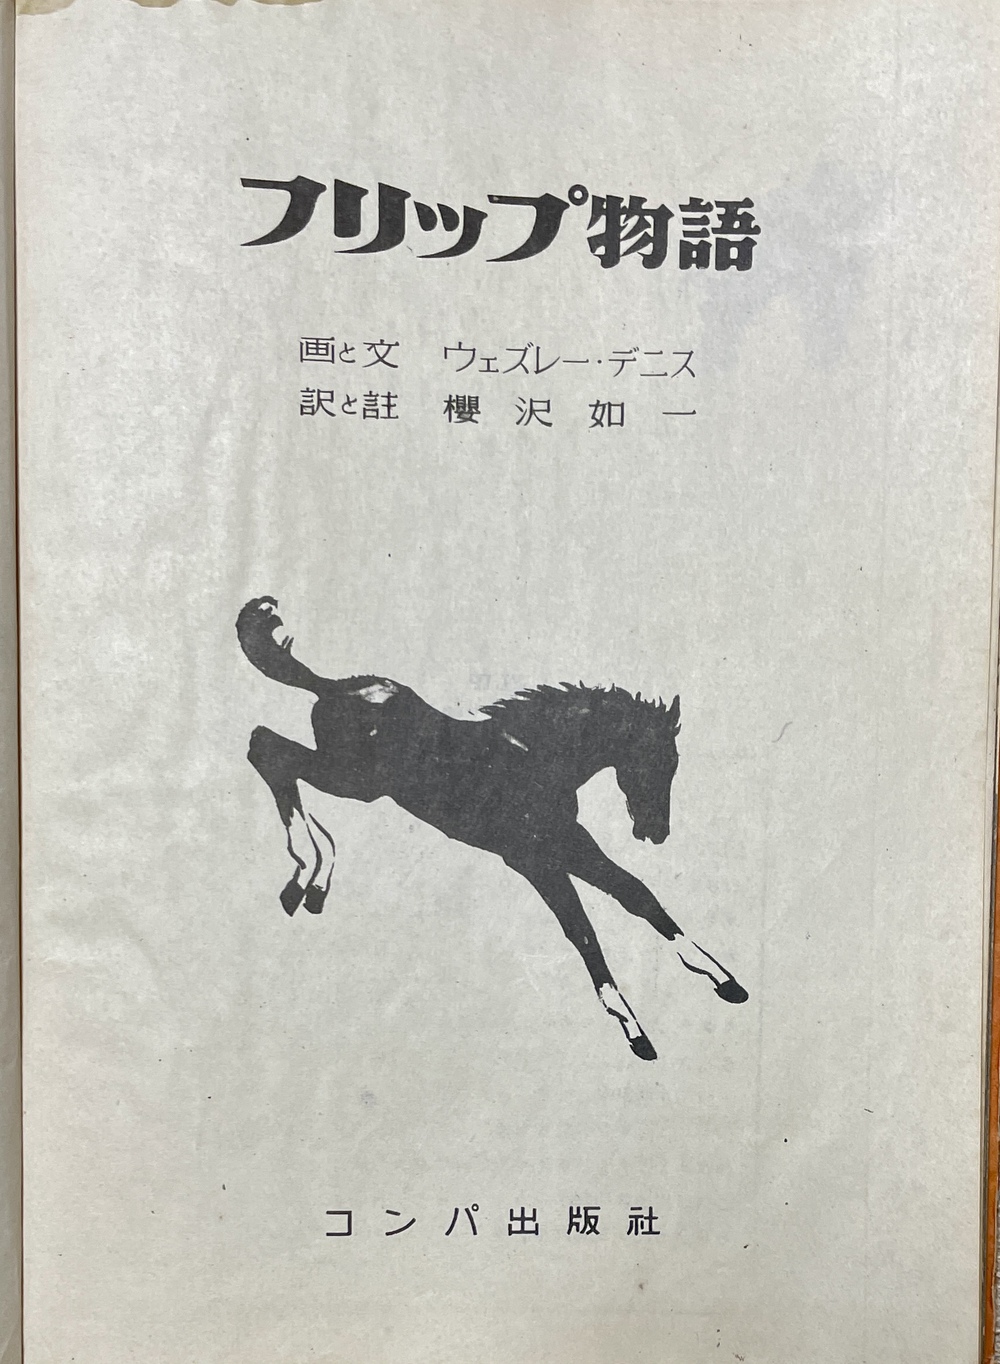 フリップ物語
画と文 ウェズレー・デニス
訳と註 櫻沢如一
コンパ出版社